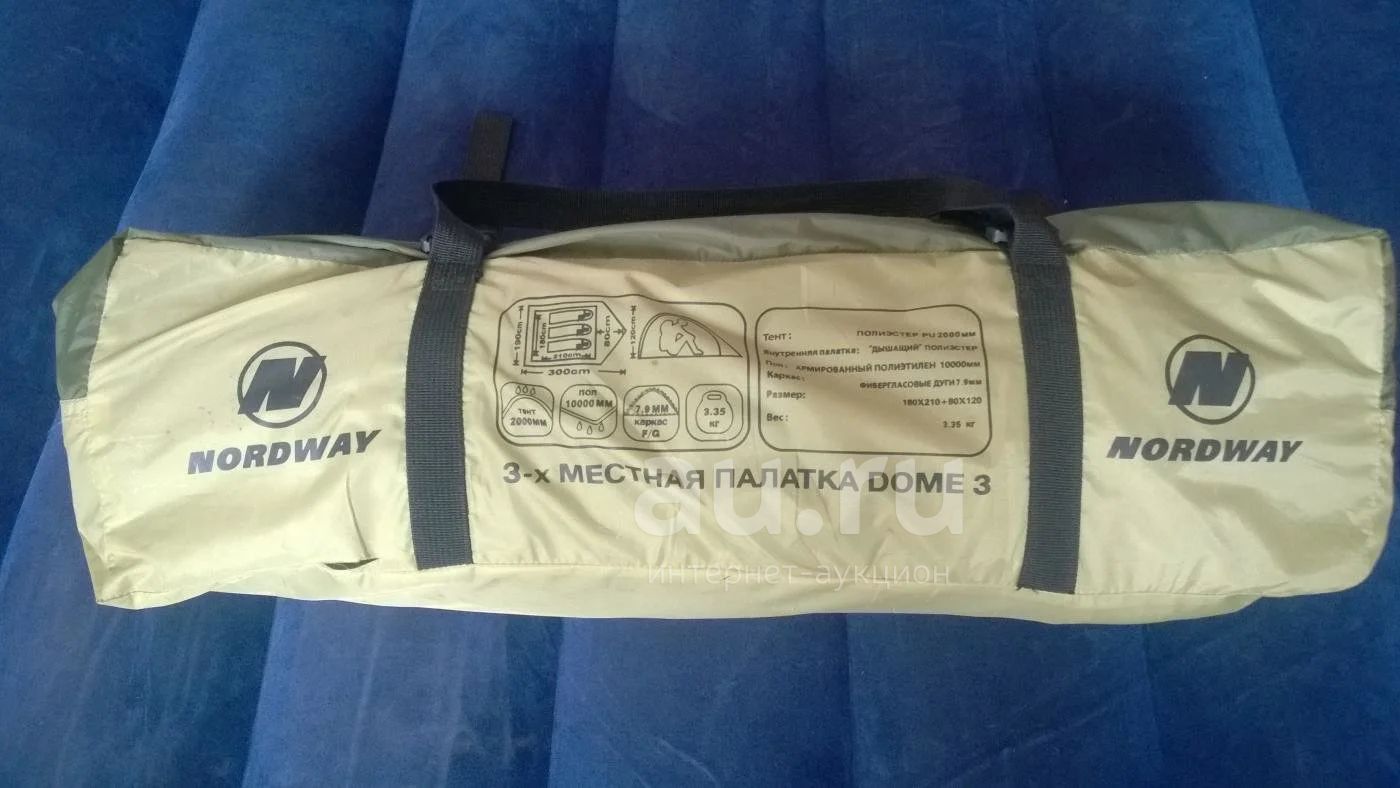 NORDWAY
190cm
180cm
210cm
80cm
300cm
120cm
тент
2000мм
пол
10000 мм
7.9 мм
каркас
F/G
3.35
кг
Тент: ПОЛИЭСТЕР PU 2000мм
Внутренняя палатка: "ДЫШАЩИЙ" ПОЛИЭСТЕР
АРМИРОВАННЫЙ ПОЛИЭТИЛЕН 10000мм
Каркас: ФИБЕРГЛАСОВЫЕ ДУГИ 7.9мм
Размер: 180X210+80X120
Вес: 3.35 кг
3-х МЕСТНАЯ ПАЛАТКА DOME 3
NORDWAY
au.ru
интернет-аукцион